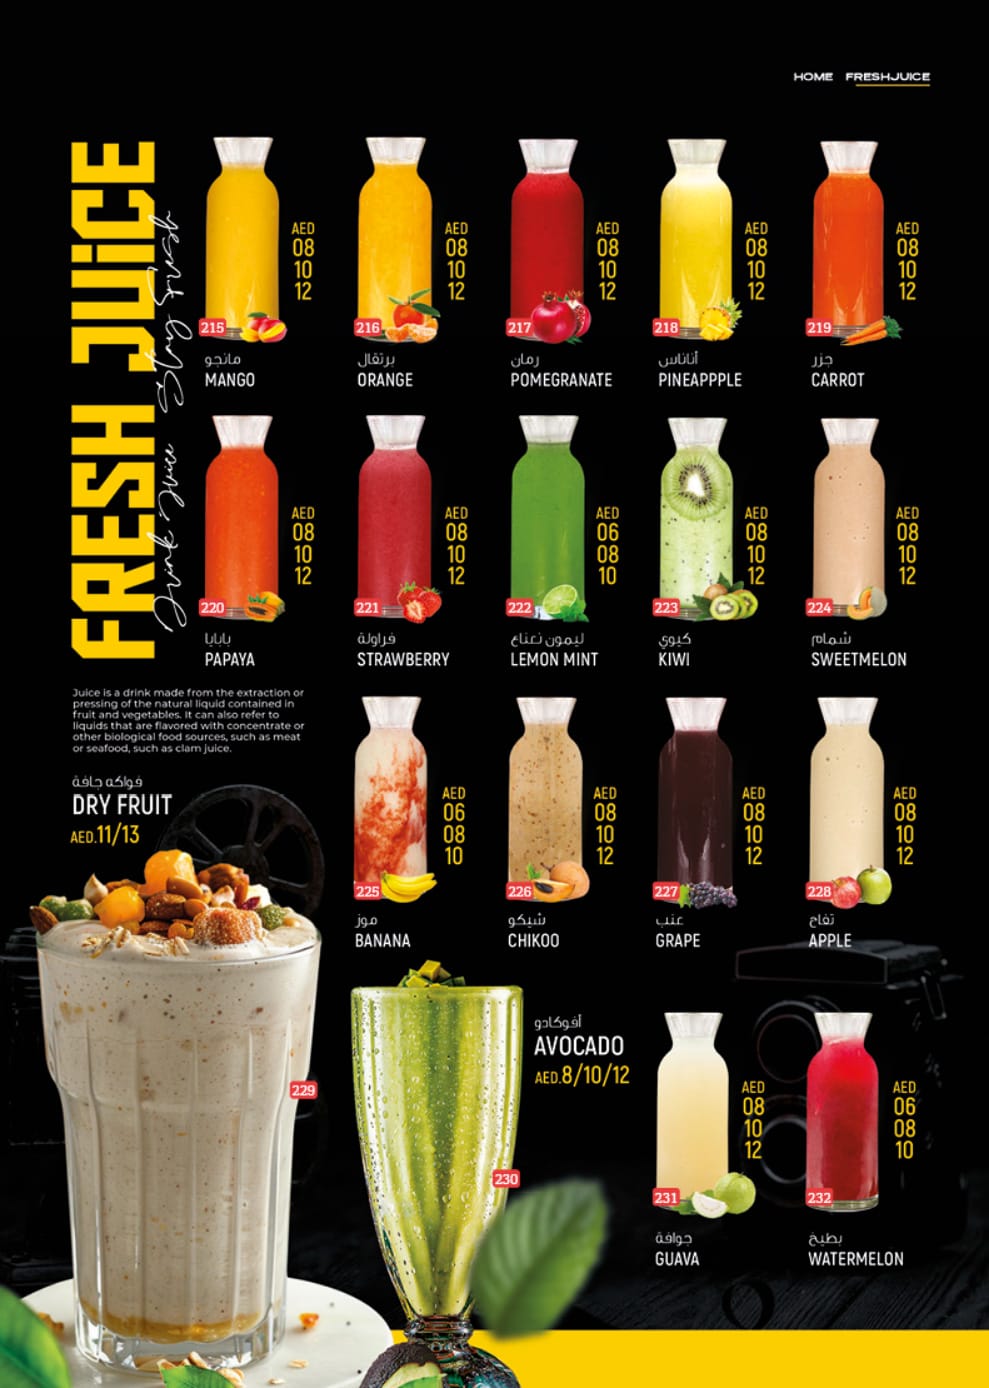 HOME FRESHJUICE
FRESH JUiCE
Drink Juice Stay Fresh
AED
08
10
12
215
مانجو
MANGO
AED
08
10
12
216
برتقال
ORANGE
AED
08
10
12
217
رمان
POMEGRANATE
AED
08
10
12
218
أناناس
PINEAPPPLE
AED
08
10
12
219
جزر
CARROT
AED
08
10
12
220
بابايا
PAPAYA
AED
08
10
12
221
فراولة
STRAWBERRY
AED
06
08
10
222
ليمون نعناع
LEMON MINT
AED
08
10
12
223
كيوي
KIWI
AED
08
10
12
224
شمام
SWEETMELON
Juice is a drink made from the extraction or
pressing of the natural liquid contained in
fruit and vegetables. It can also refer to
liquids that are flavored with concentrate or
other biological food sources, such as meat
or seafood, such as clam juice.
AED
06
08
10
225
موز
BANANA
AED
08
10
12
226
شيكو
CHIKOO
AED
08
10
12
227
عنب
GRAPE
AED
08
10
12
228
تفاح
APPLE
فواكه جافة
DRY FRUIT
AED.11/13
229
أفوكادو
AVOCADO
AED.8/10/12
230
AED
08
10
12
231
جوافة
GUAVA
AED
06
08
10
232
بطيخ
WATERMELON